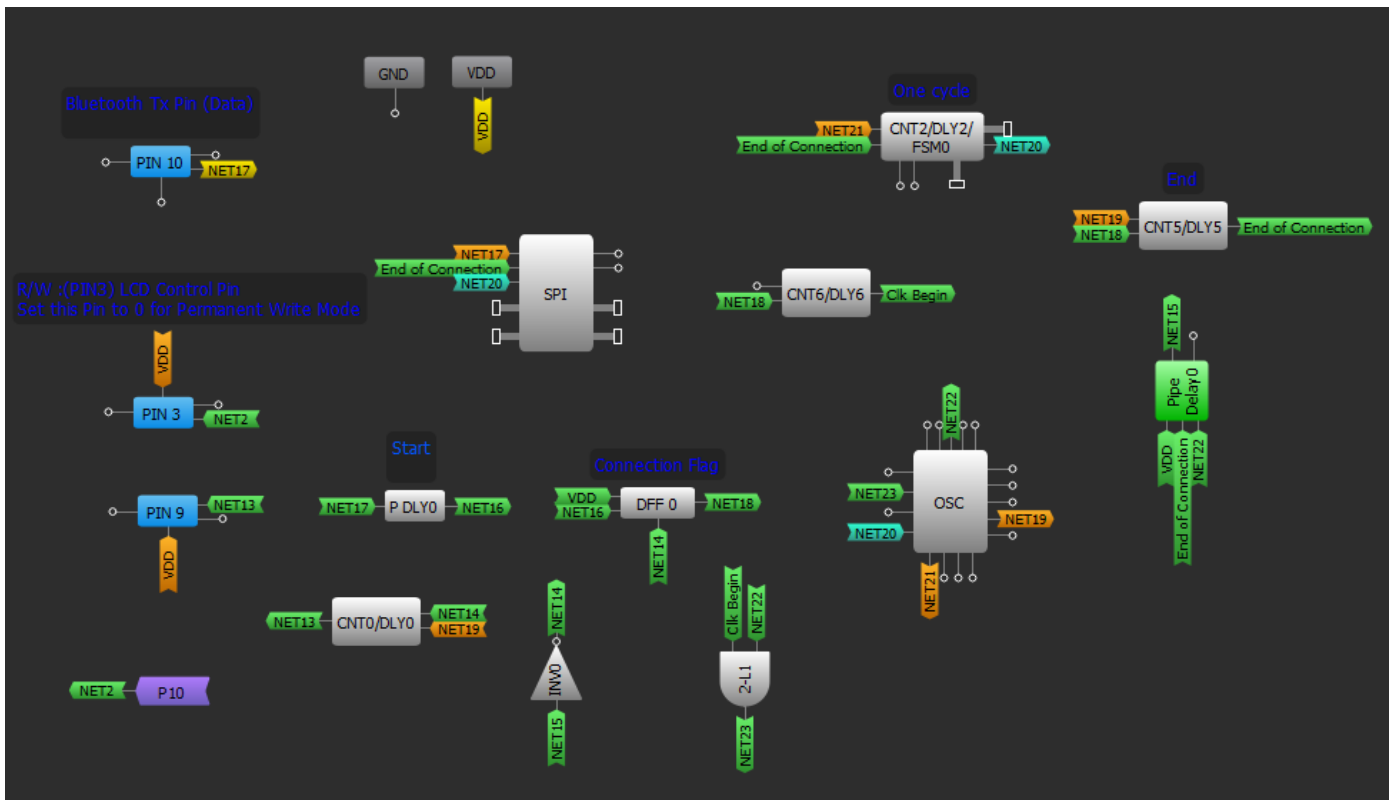 GND
VDD
VDD
Bluetooth Tx Pin (Data)
PIN 10
NET17
One cycle
NET21
End of Connection
CNT2/DLY2/
FSM0
NET20
End
NET19
NET18
CNT5/DLY5
End of Connection
NET17
End of Connection
NET20
SPI
R/W !(PIN3) LCD Control Pin
Set this Pin to 0 for Permanent Write Mode
VDD
PIN 3
NET2
NET18
CNT6/DLY6
Clk Begin
NET15
Pipe
Delay0
VDD
End of Connection
NET22
NET22
NET23
NET20
OSC
NET19
NET21
Start
NET17
P DLY0
NET16
Connection Flag
VDD
NET16
DFF 0
NET18
NET14
PIN 9
NET13
VDD
NET13
CNT0/DLY0
NET14
NET19
NET14
INV0
NET15
Clk Begin
NET22
2-L1
NET23
NET2
P10